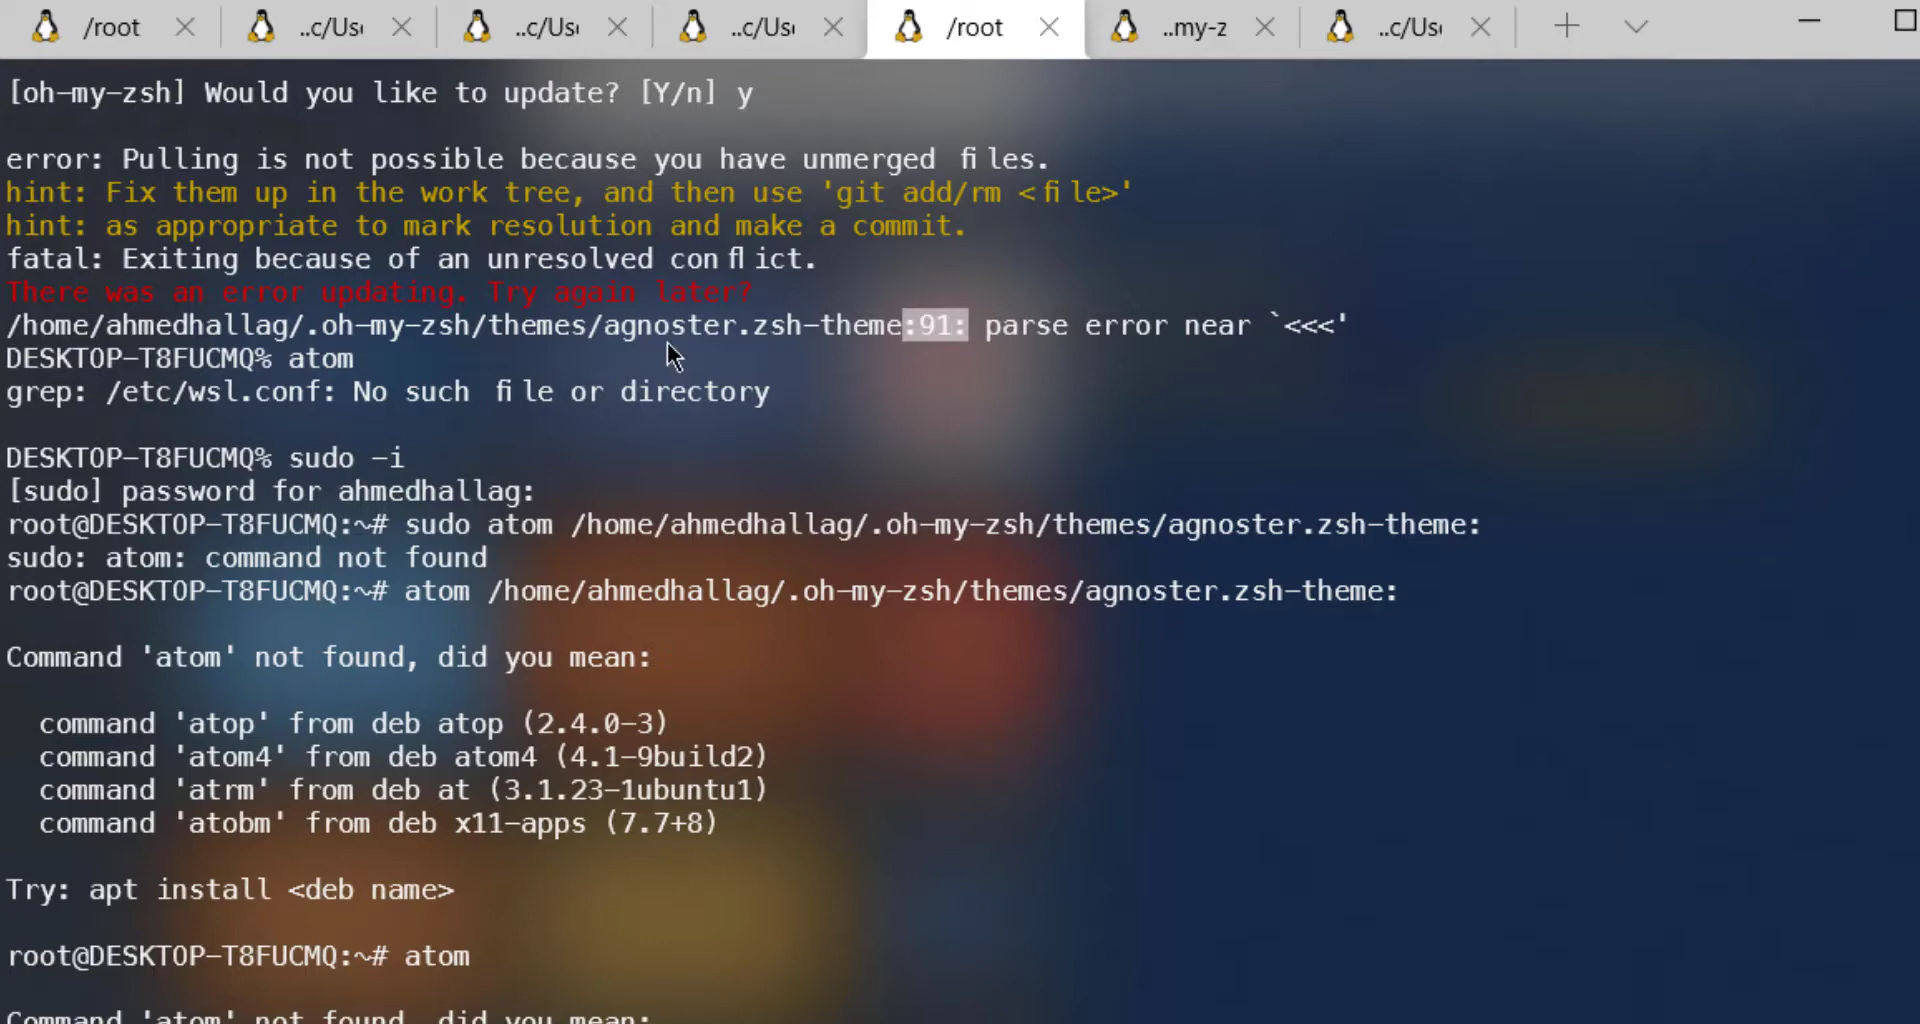 /root ..c/Use ..c/Use ..c/Use /root ..my-z ..c/Use
[oh-my-zsh] Would you like to update? [Y/n] y
error: Pulling is not possible because you have unmerged files.
hint: Fix them up in the work tree, and then use 'git add/rm <file>'
hint: as appropriate to mark resolution and make a commit.
fatal: Exiting because of an unresolved conflict.
There was an error updating. Try again later?
/home/ahmedhallag/.oh-my-zsh/themes/agnoster.zsh-theme:91: parse error near `<<<'
DESKTOP-T8FUCMQ% atom
grep: /etc/wsl.conf: No such file or directory
DESKTOP-T8FUCMQ% sudo -i
[sudo] password for ahmedhallag:
root@DESKTOP-T8FUCMQ:~# sudo atom /home/ahmedhallag/.oh-my-zsh/themes/agnoster.zsh-theme:
sudo: atom: command not found
root@DESKTOP-T8FUCMQ:~# atom /home/ahmedhallag/.oh-my-zsh/themes/agnoster.zsh-theme:
Command 'atom' not found, did you mean:
command 'atop' from deb atop (2.4.0-3)
command 'atom4' from deb atom4 (4.1-9build2)
command 'atrm' from deb at (3.1.23-1ubuntu1)
command 'atobm' from deb x11-apps (7.7+8)
Try: apt install <deb name>
root@DESKTOP-T8FUCMQ:~# atom
Command 'atom' not found, did you mean: